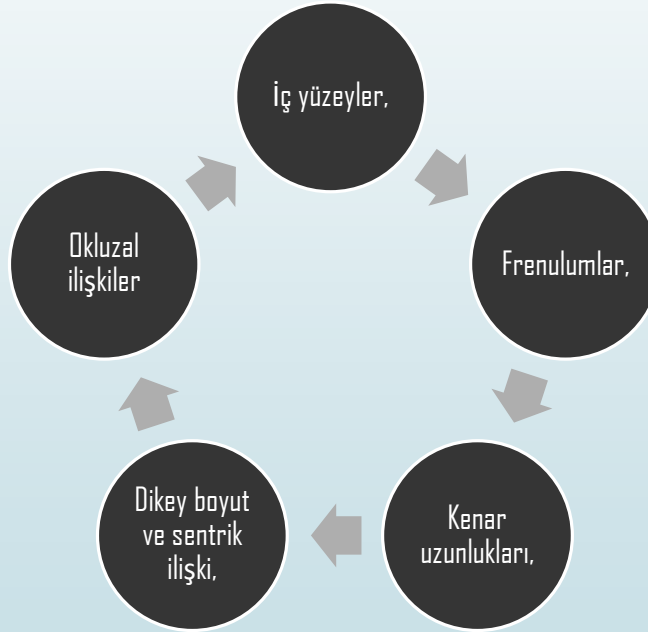 İç yüzeyler,
Frenulumlar,
Kenar
uzunlukları,
Dikey boyut
ve sentrik
ilişki,
Okluzal
ilişkiler